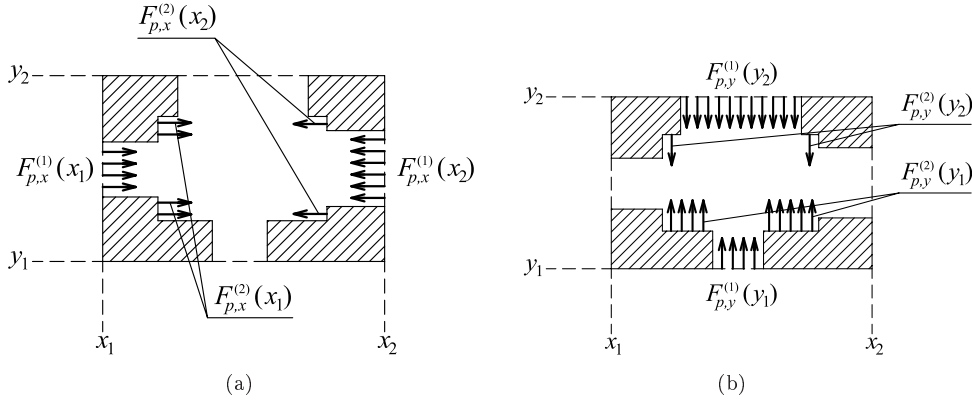 F_{p,x}^{(2)}(x_2)
y_2
F_{p,x}^{(1)}(x_1)
F_{p,x}^{(1)}(x_2)
y_1
F_{p,x}^{(2)}(x_1)
x_1
x_2
(a)
F_{p,y}^{(1)}(y_2)
y_2
F_{p,y}^{(2)}(y_2)
F_{p,y}^{(2)}(y_1)
y_1
F_{p,y}^{(1)}(y_1)
x_1
x_2
(b)